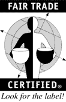 FAIR TRADE
CERTIFIED®
Look for the label!